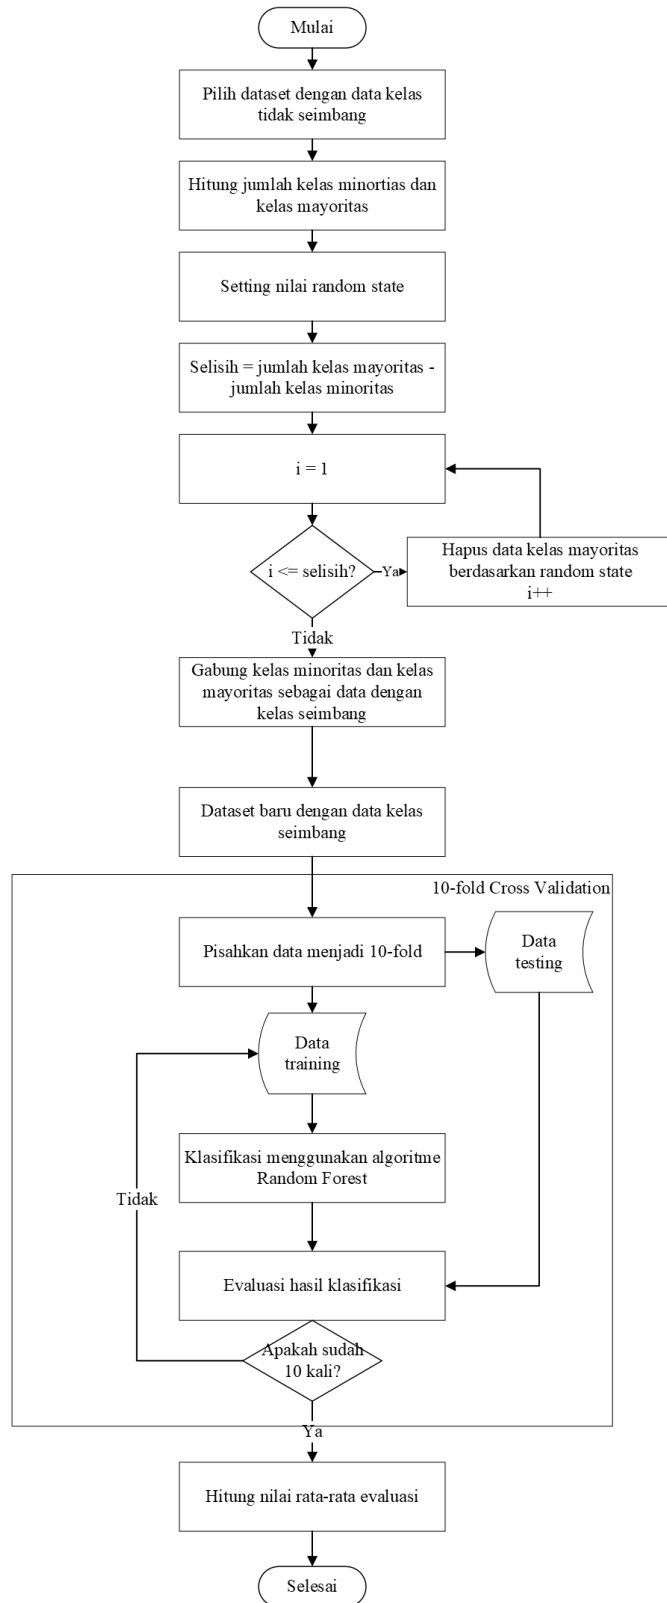 Mulai
Pilih dataset dengan data kelas
tidak seimbang
Hitung jumlah kelas minortias dan
kelas mayoritas
Setting nilai random state
Selisih = jumlah kelas mayoritas -
jumlah kelas minoritas
i = 1
i <= selisih?
Ya
Hapus data kelas mayoritas
berdasarkan random state
i++
Tidak
Gabung kelas minoritas dan kelas
mayoritas sebagai data dengan
kelas seimbang
Dataset baru dengan data kelas
seimbang
10-fold Cross Validation
Pisahkan data menjadi 10-fold
Data
testing
Data
training
Klasifikasi menggunakan algoritme
Random Forest
Tidak
Evaluasi hasil klasifikasi
Apakah sudah
10 kali?
Ya
Hitung nilai rata-rata evaluasi
Selesai